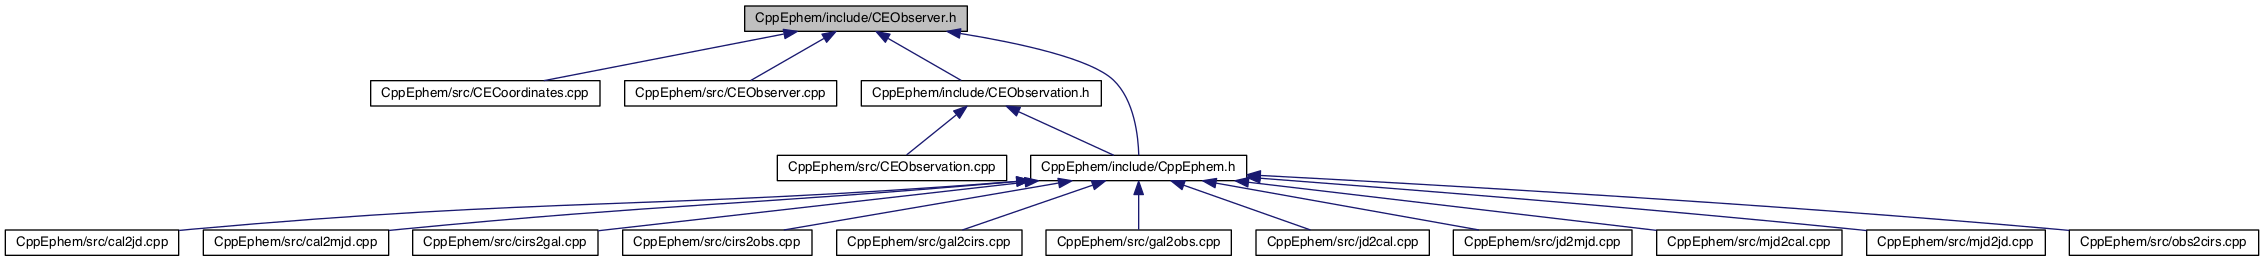 CppEphem/include/CEObserver.h
CppEphem/src/CECoordinates.cpp
CppEphem/src/CEObserver.cpp
CppEphem/include/CEObservation.h
CppEphem/src/CEObservation.cpp
CppEphem/include/CppEphem.h
CppEphem/src/cal2jd.cpp
CppEphem/src/cal2mjd.cpp
CppEphem/src/cirs2gal.cpp
CppEphem/src/cirs2obs.cpp
CppEphem/src/gal2cirs.cpp
CppEphem/src/gal2obs.cpp
CppEphem/src/jd2cal.cpp
CppEphem/src/jd2mjd.cpp
CppEphem/src/mjd2cal.cpp
CppEphem/src/mjd2jd.cpp
CppEphem/src/obs2cirs.cpp